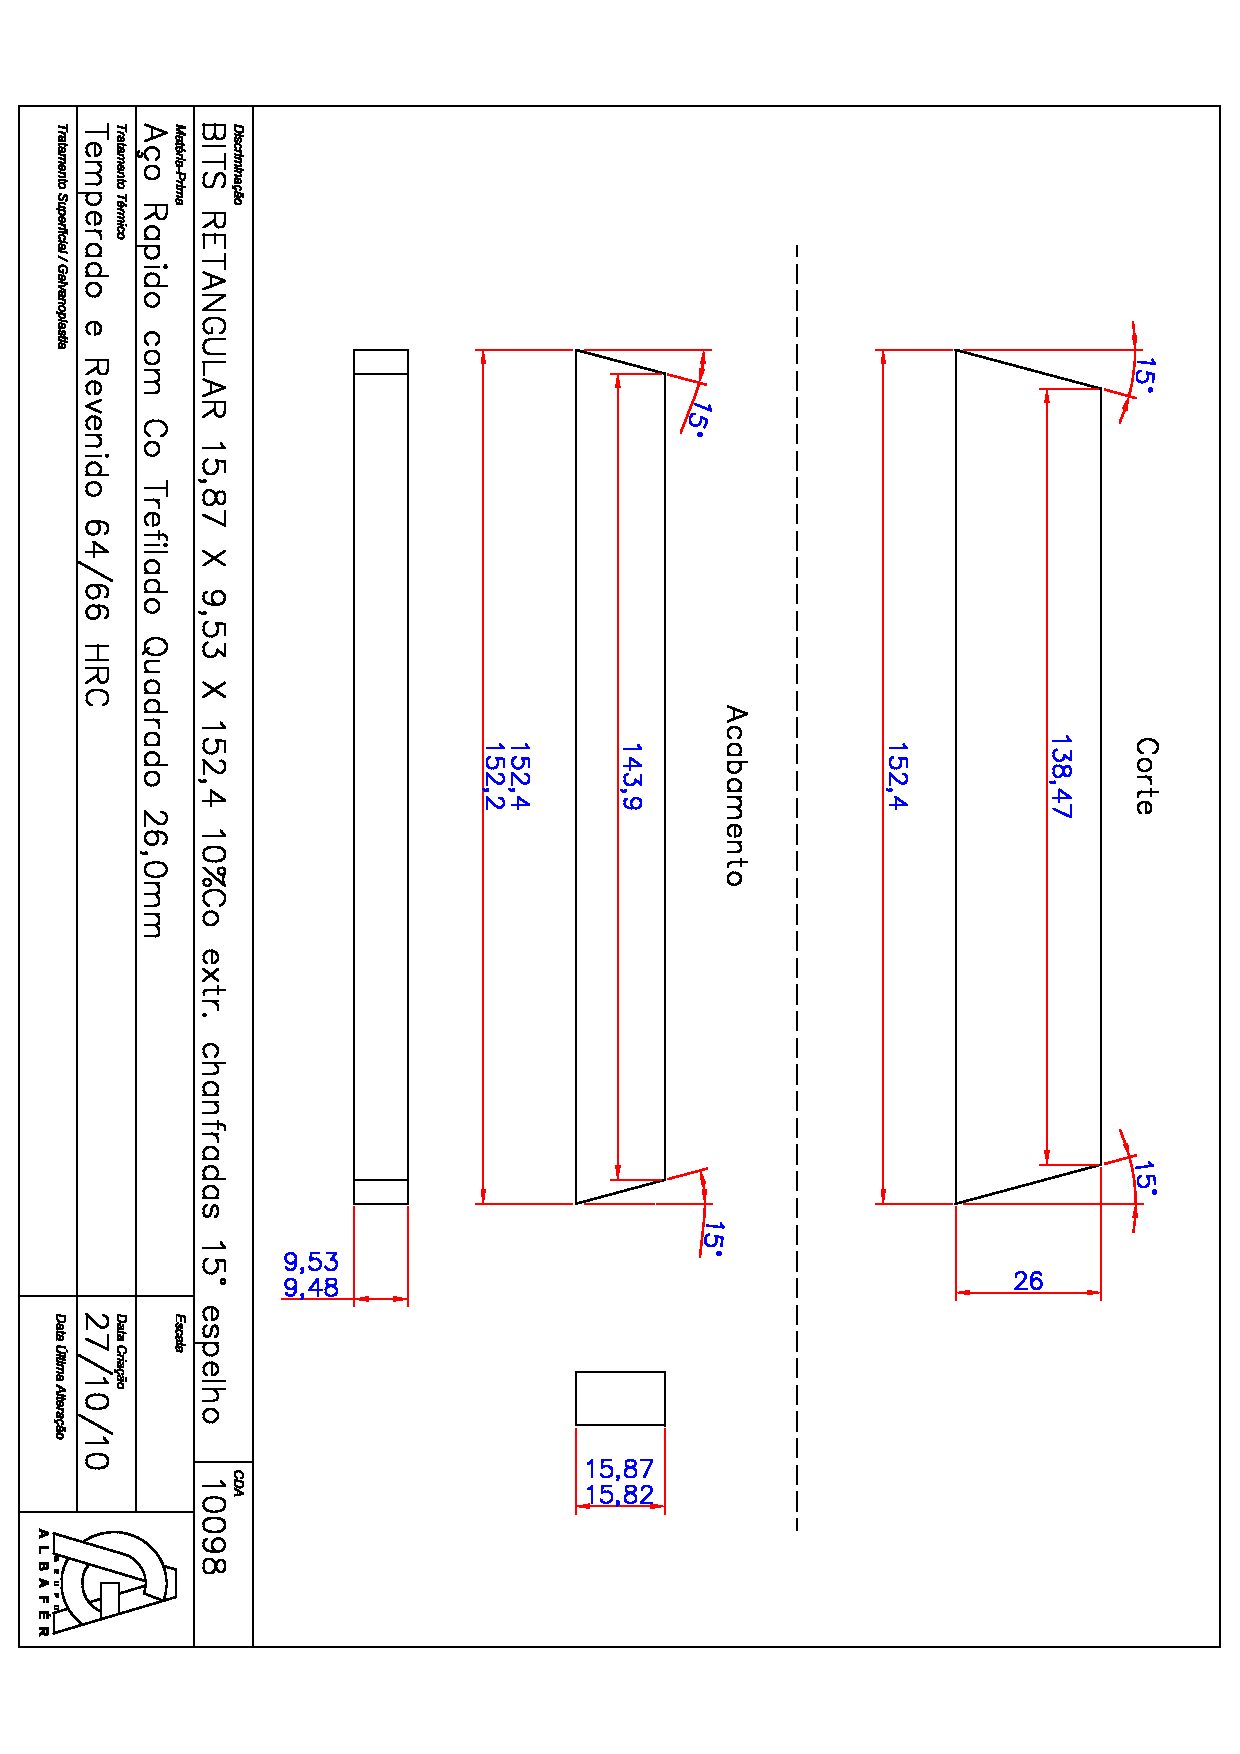 Corte
15°
15°
138,47
152,4
26
Acabamento
15°
15°
143,9
152,4
152,2
15,87
15,82
9,53
9,48
Discriminação
BITS RETANGULAR 15,87 X 9,53 X 152,4 10%Co extr. chanfradas 15° espelho
CDA
10098
Matéria-Prima
Aço Rapido com Co Trefilado Quadrado 26,0mm
Escala
Tratamento Térmico
Temperado e Revenido 64/66 HRC
Data Criação
27/10/10
Tratamento Superficial / Galvanoplastia
Data Última Alteração
GRUPO
ALBAFÉR